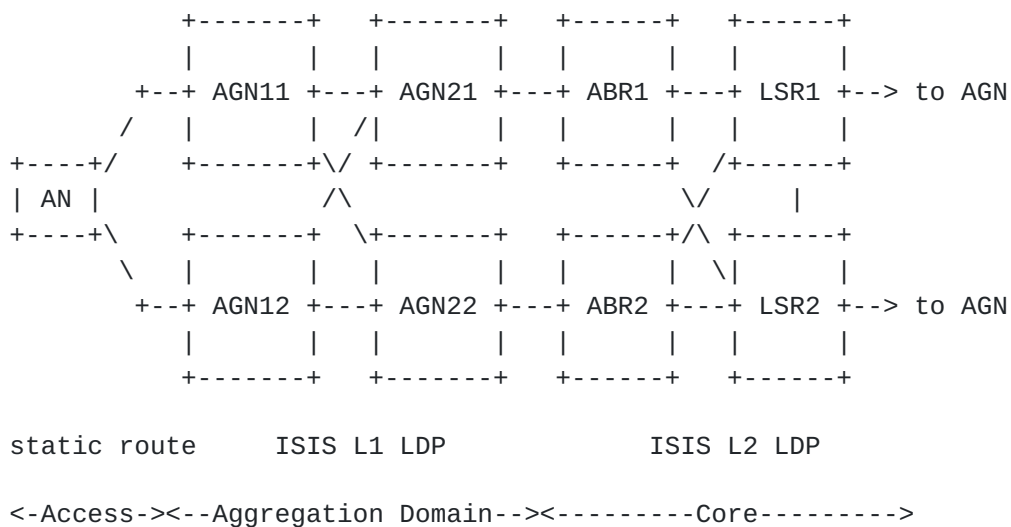 AGN11 AGN21 ABR1 LSR1 --> to AGN
AN
AGN12 AGN22 ABR2 LSR2 --> to AGN
static route ISIS L1 LDP ISIS L2 LDP
<-Access-><--Aggregation Domain--><---------Core--------->